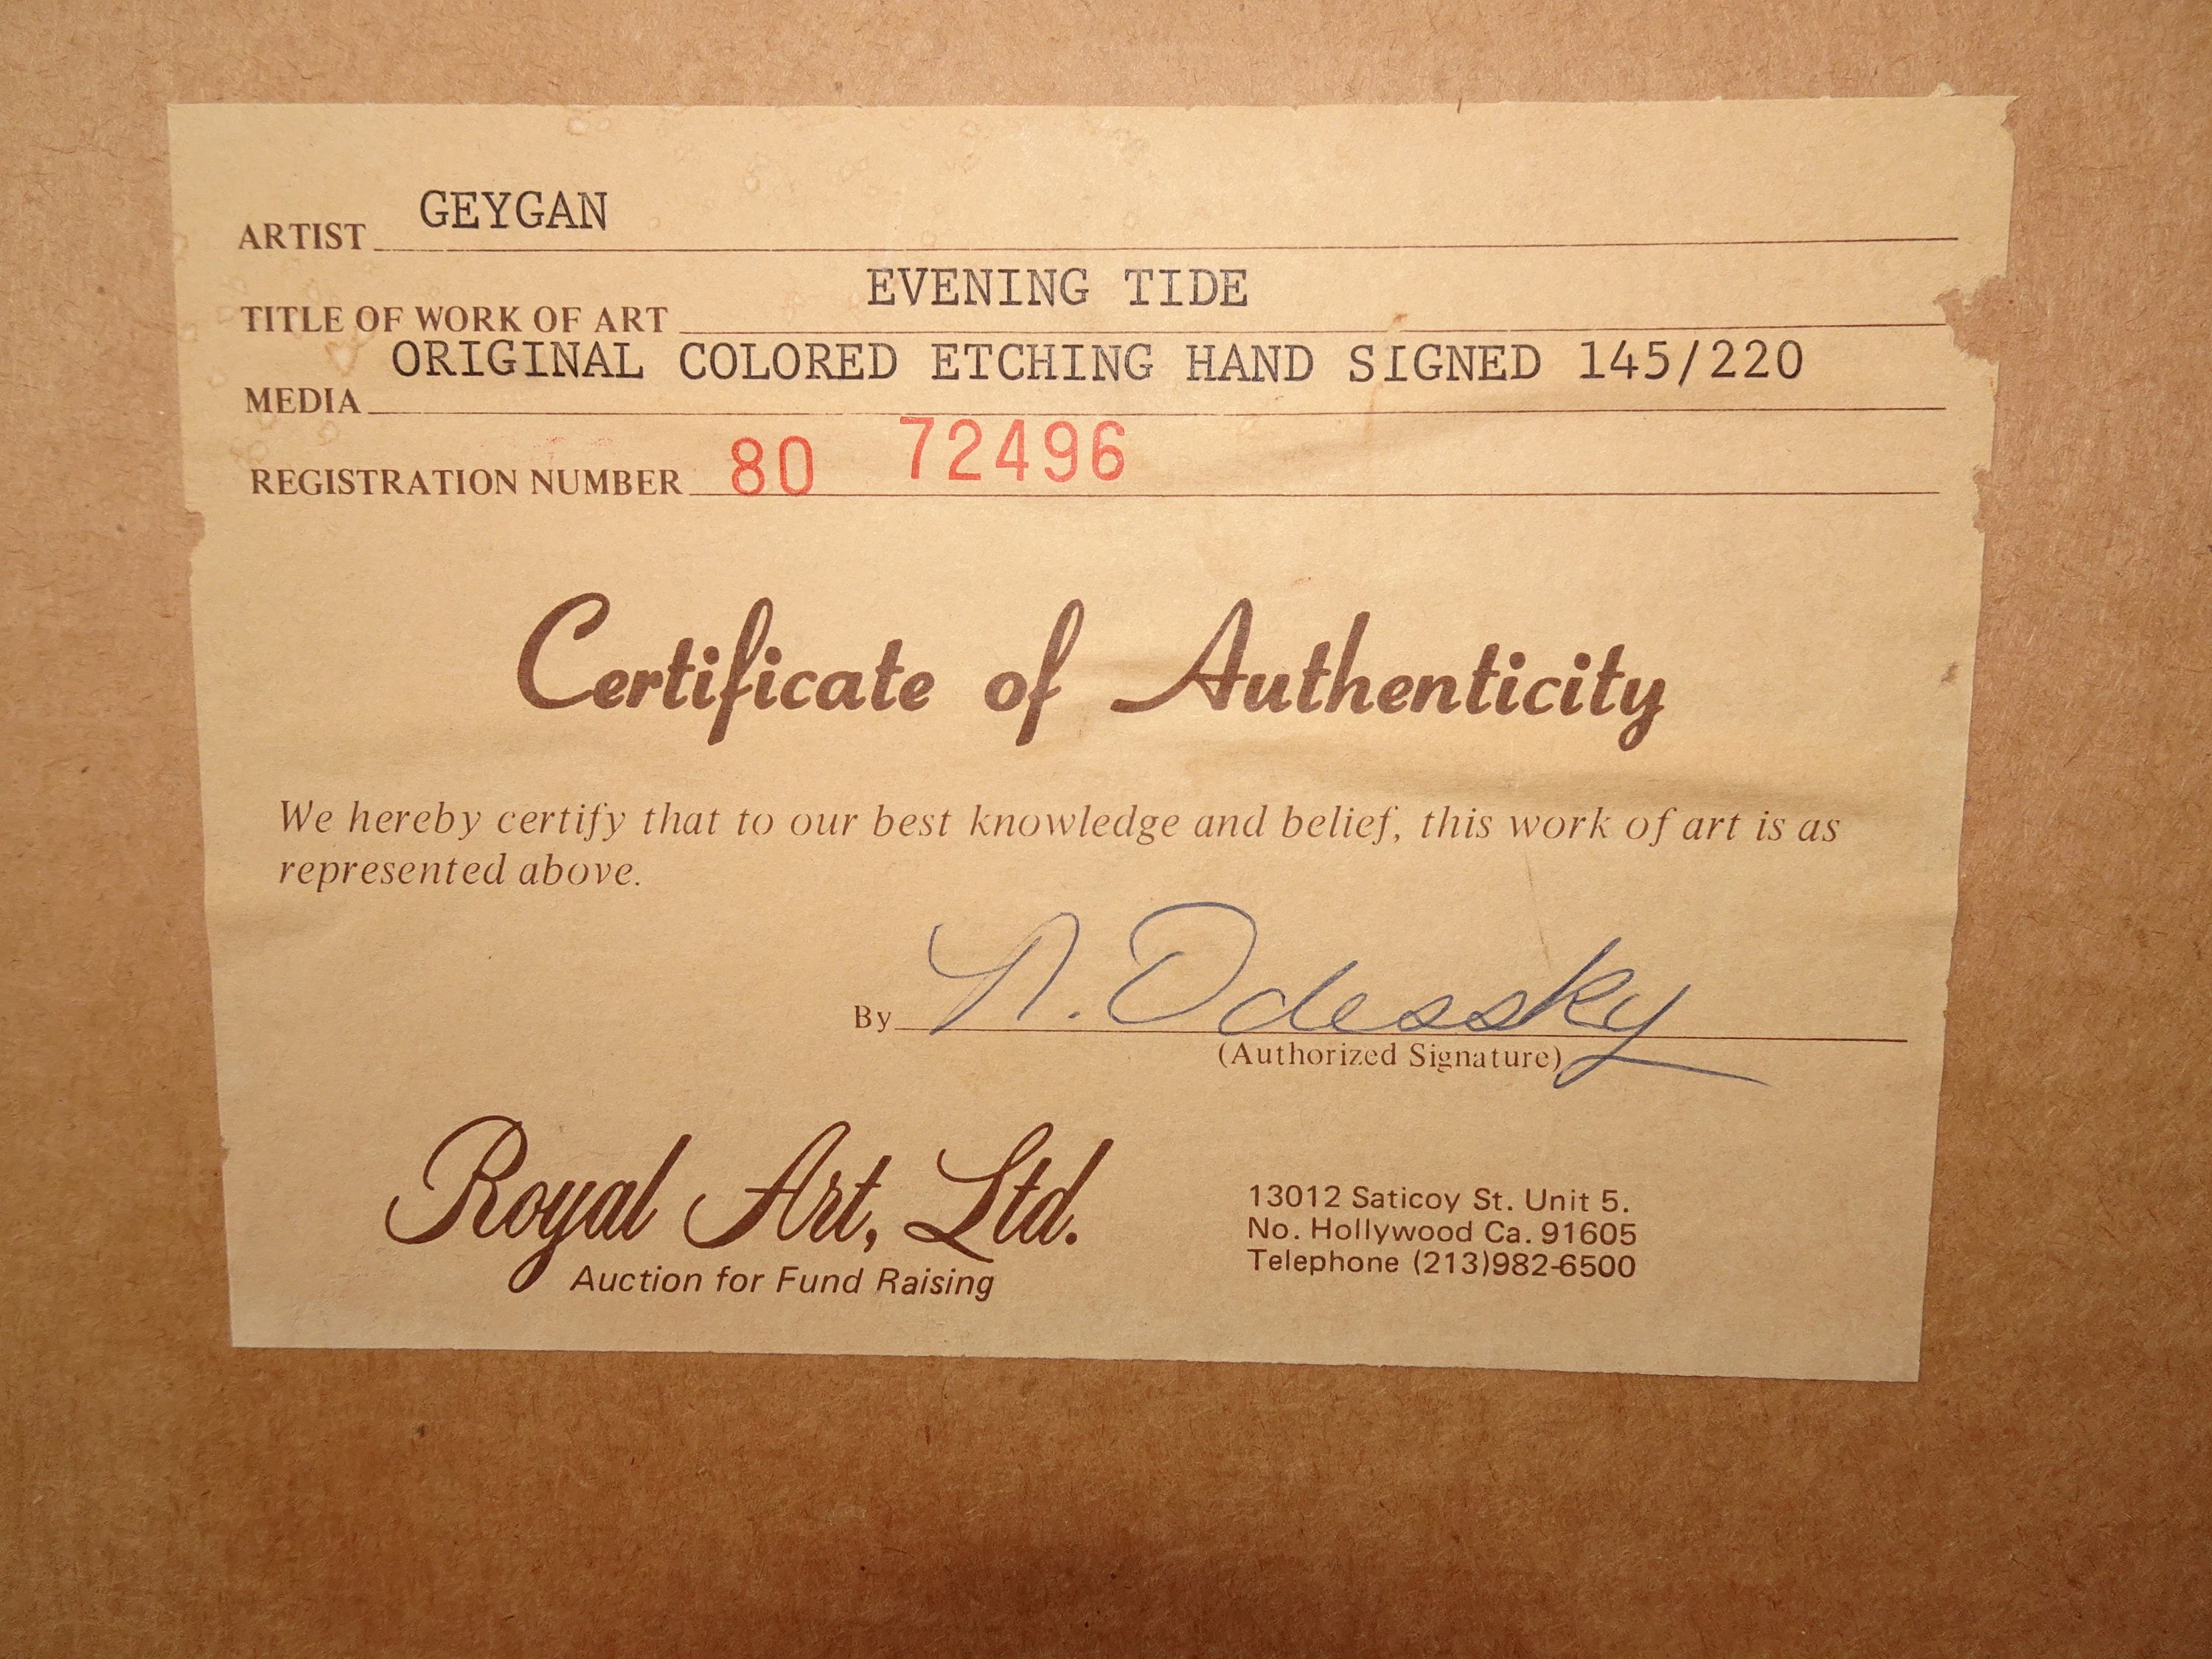 ARTIST GEYGAN
TITLE OF WORK OF ART EVENING TIDE
MEDIA ORIGINAL COLORED ETCHING HAND SIGNED 145/220
REGISTRATION NUMBER 80 72496
Certificate of Authenticity
We hereby certify that to our best knowledge and belief, this work of art is as
represented above.
By N. Odessky
(Authorized Signature)
Royal Art, Ltd.
Auction for Fund Raising
13012 Saticoy St. Unit 5.
No. Hollywood Ca. 91605
Telephone (213)982-6500